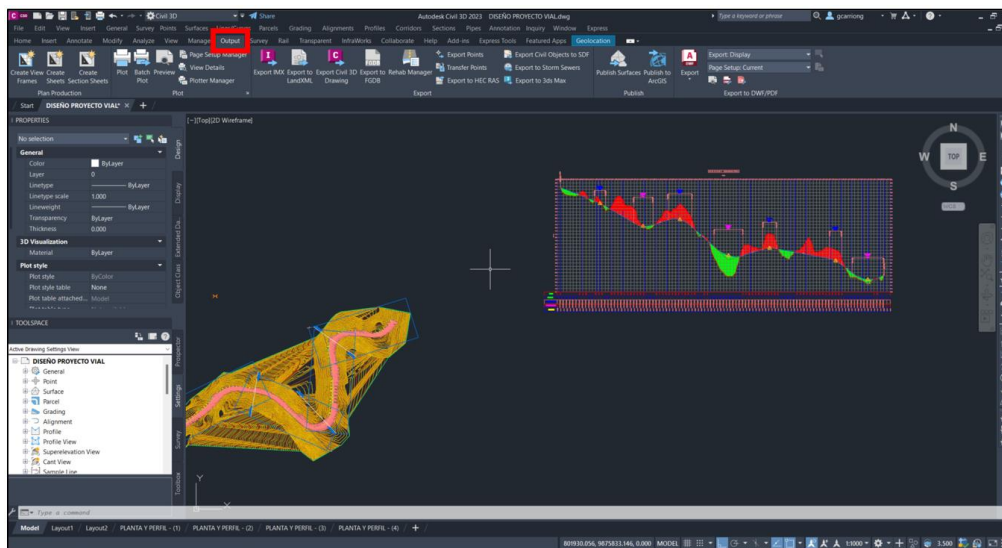 Civil 3D
Share
Autodesk Civil 3D 2023 DISEÑO PROYECTO VIAL.dwg
Type a keyword or phrase
gcarriong
File Edit View Insert General Survey Points Surfaces Parcels Grading Alignments Profiles Corridors Sections Pipes Annotation Inquiry Window Express
Home Insert Annotate Modify Analyze View Manage Output Survey Rail Transparent InfraWorks Collaborate Help Add-ins Express Tools Featured Apps Geolocation
Create View Frames
Create Sheets
Create Section Sheets
Plan Production
Plot
Batch Plot
Preview
Page Setup Manager
View Details
Plotter Manager
Plot
Export IMX
Export to LandXML
Export Civil 3D Drawing
Export to FGDB
Rehab Manager
Export Points
Transfer Points
Export to HEC RAS
Export Civil Objects to SDF
Export to Storm Sewers
Export to 3ds Max
Export
Publish Surfaces
Publish to ArcGIS
Publish
Export
Export: Display
Page Setup: Current
Export to DWF/PDF
Start DISEÑO PROYECTO VIAL*
PROPERTIES
No selection
General
Color ByLayer
Layer 0
Linetype ByLayer
Linetype scale 1.000
Lineweight ByLayer
Transparency ByLayer
Thickness 0.000
3D Visualization
Material ByLayer
Plot style
Plot style ByColor
Plot style table None
Plot table attached... Model
Design
Display
Extended Da...
Object Class
[-][Top][2D Wireframe]
N
W TOP E
S
TOOLSPACE
Active Drawing Settings View
DISEÑO PROYECTO VIAL
General
Point
Surface
Parcel
Grading
Alignment
Profile
Profile View
Superelevation View
Cant View
Sample Line
Prospector
Settings
Survey
Toolbox
Y
X
Type a command
Model Layout1 Layout2 PLANTA Y PERFIL - (1) PLANTA Y PERFIL - (2) PLANTA Y PERFIL - (3) PLANTA Y PERFIL - (4)
801930.056, 9875833.146, 0.000 MODEL 1:1000 3.500